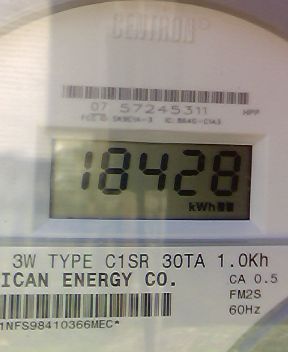 CENTRON
07 57245311 HPP
18428
kWh
3W TYPE C1SR 30TA 1.0Kh
ICAN ENERGY CO. CA 0.5
FM2S
60Hz
1NFS98410366MEC*